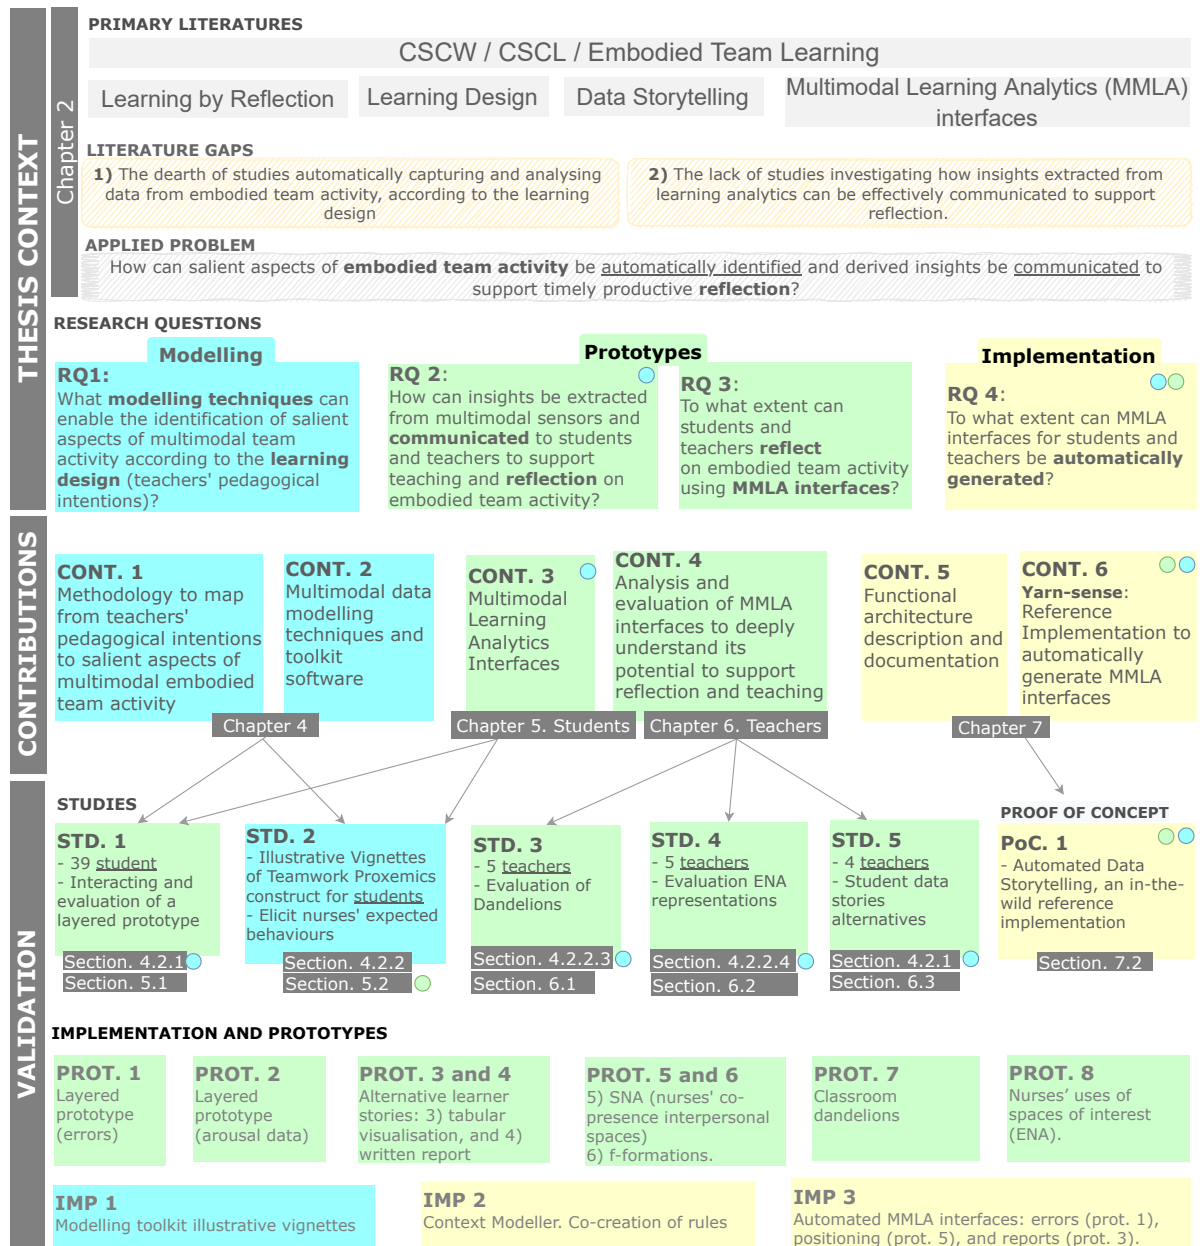 THESIS CONTEXT
Chapter 2
PRIMARY LITERATURES
CSCW / CSCL / Embodied Team Learning
Learning by Reflection
Learning Design
Data Storytelling
Multimodal Learning Analytics (MMLA)
interfaces
LITERATURE GAPS
1) The dearth of studies automatically capturing and analysing
data from embodied team activity, according to the learning
design
2) The lack of studies investigating how insights extracted from
learning analytics can be effectively communicated to support
reflection.
APPLIED PROBLEM
How can salient aspects of embodied team activity be automatically identified and derived insights be communicated to
support timely productive reflection?
RESEARCH QUESTIONS
Modelling
RQ1:
What modelling techniques can
enable the identification of salient
aspects of multimodal team
activity according to the learning
design (teachers' pedagogical
intentions)?
Prototypes
RQ 2:
How can insights be extracted
from multimodal sensors and
communicated to students
and teachers to support
teaching and reflection on
embodied team activity?
RQ 3:
To what extent can
students and
teachers reflect
on embodied team activity
using MMLA interfaces?
Implementation
RQ 4:
To what extent can MMLA
interfaces for students and
teachers be automatically
generated?
CONTRIBUTIONS
CONT. 1
Methodology to map
from teachers'
pedagogical intentions
to salient aspects of
multimodal embodied
team activity
CONT. 2
Multimodal data
modelling
techniques and
toolkit
software
CONT. 3
Multimodal
Learning
Analytics
Interfaces
CONT. 4
Analysis and
evaluation of MMLA
interfaces to deeply
understand its
potential to support
reflection and teaching
CONT. 5
Functional
architecture
description and
documentation
CONT. 6
Yarn-sense:
Reference
Implementation to
automatically
generate MMLA
interfaces
Chapter 4
Chapter 5. Students
Chapter 6. Teachers
Chapter 7
VALIDATION
STUDIES
STD. 1
- 39 student
- Interacting and
evaluation of a
layered prototype
Section. 4.2.1
Section. 5.1
STD. 2
- Illustrative Vignettes
of Teamwork Proxemics
construct for students
- Elicit nurses' expected
behaviours
Section. 4.2.2
Section. 5.2
STD. 3
- 5 teachers
- Evaluation of
Dandelions
Section. 4.2.2.3
Section. 6.1
STD. 4
- 5 teachers
- Evaluation ENA
representations
Section. 4.2.2.4
Section. 6.2
STD. 5
- 4 teachers
- Student data
stories
alternatives
Section. 4.2.1
Section. 6.3
PROOF OF CONCEPT
PoC. 1
- Automated Data
Storytelling, an in-the-
wild reference
implementation
Section. 7.2
IMPLEMENTATION AND PROTOTYPES
PROT. 1
Layered
prototype
(errors)
PROT. 2
Layered
prototype
(arousal data)
PROT. 3 and 4
Alternative learner
stories: 3) tabular
visualisation, and 4)
written report
PROT. 5 and 6
5) SNA (nurses' co-
presence interpersonal
spaces)
6) f-formations.
PROT. 7
Classroom
dandelions
PROT. 8
Nurses’ uses of
spaces of interest
(ENA).
IMP 1
Modelling toolkit illustrative vignettes
IMP 2
Context Modeller. Co-creation of rules
IMP 3
Automated MMLA interfaces: errors (prot. 1),
positioning (prot. 5), and reports (prot. 3).